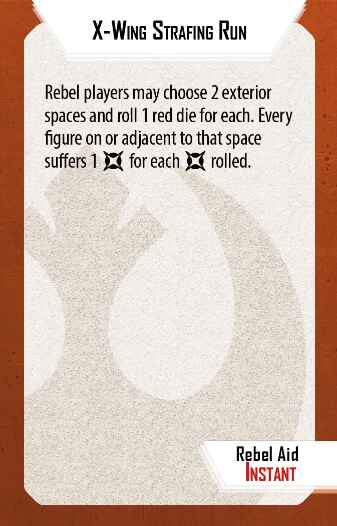 X-Wing Strafing Run
Rebel players may choose 2 exterior
spaces and roll 1 red die for each. Every
figure on or adjacent to that space
suffers 1 for each rolled.
Rebel Aid
Instant